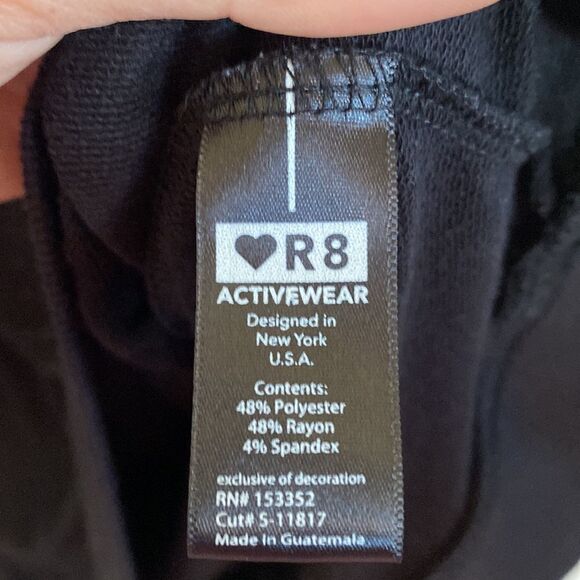 ♥R8
ACTIVEWEAR
Designed in
New York
U.S.A.
Contents:
48% Polyester
48% Rayon
4% Spandex
exclusive of decoration
RN# 153352
Cut# S-11817
Made in Guatemala